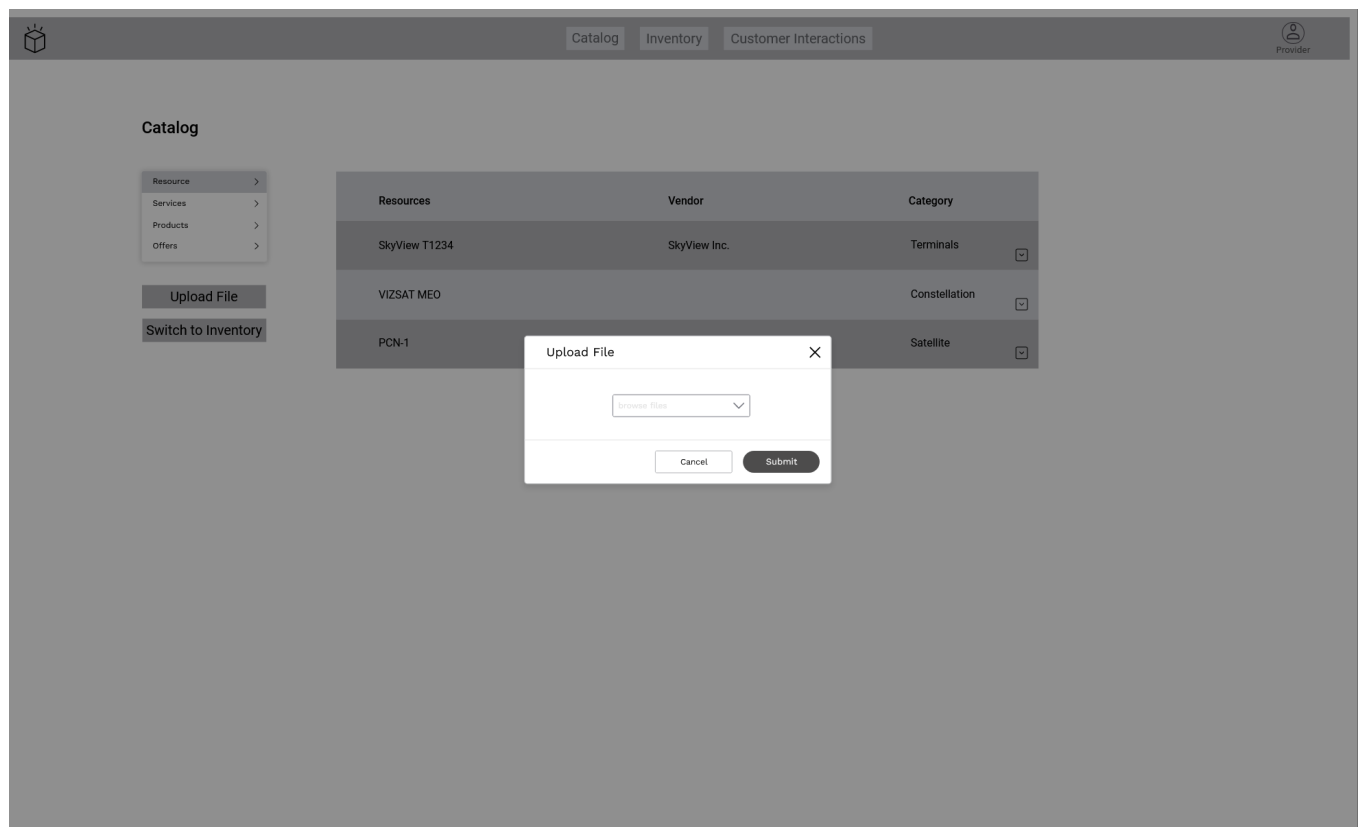 Catalog Inventory Customer Interactions
Provider
Catalog
Resource
Services
Products
Offers
Upload File
Switch to Inventory
Resources Vendor Category
SkyView T1234 SkyView Inc. Terminals
VIZSAT MEO Constellation
PCN-1 Satellite
Upload File
browse files
Cancel Submit